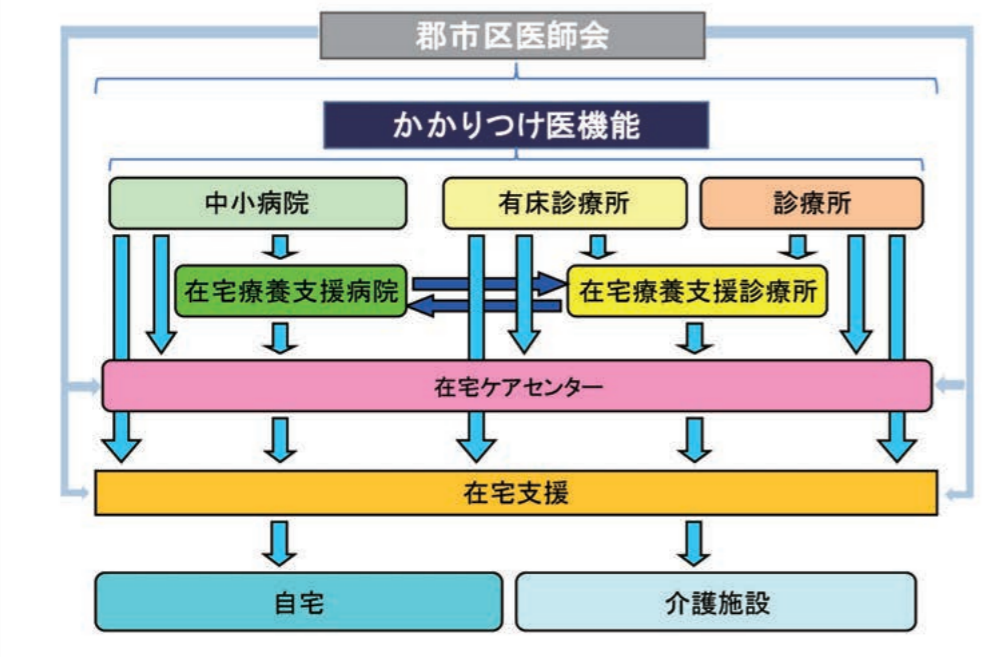 郡市区医師会
かかりつけ医機能
中小病院
有床診療所
診療所
在宅療養支援病院
在宅療養支援診療所
在宅ケアセンター
在宅支援
自宅
介護施設